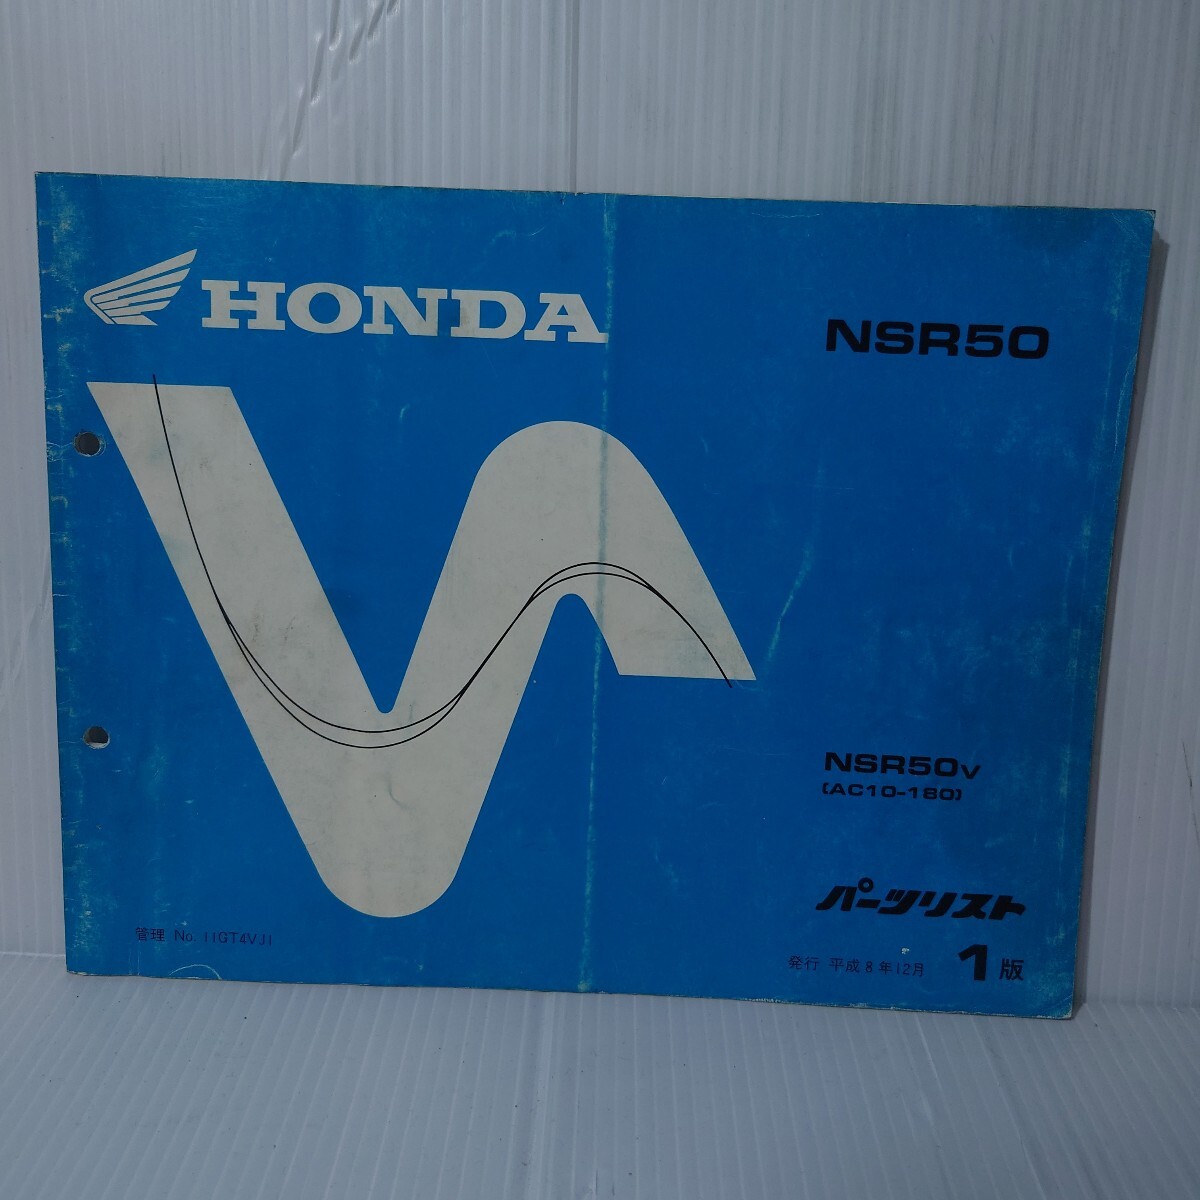 HONDA
NSR50
NSR50V
(AC10-180)
パーツリスト
管理 No. 11GT4VJ1
発行 平成8年12月 1版